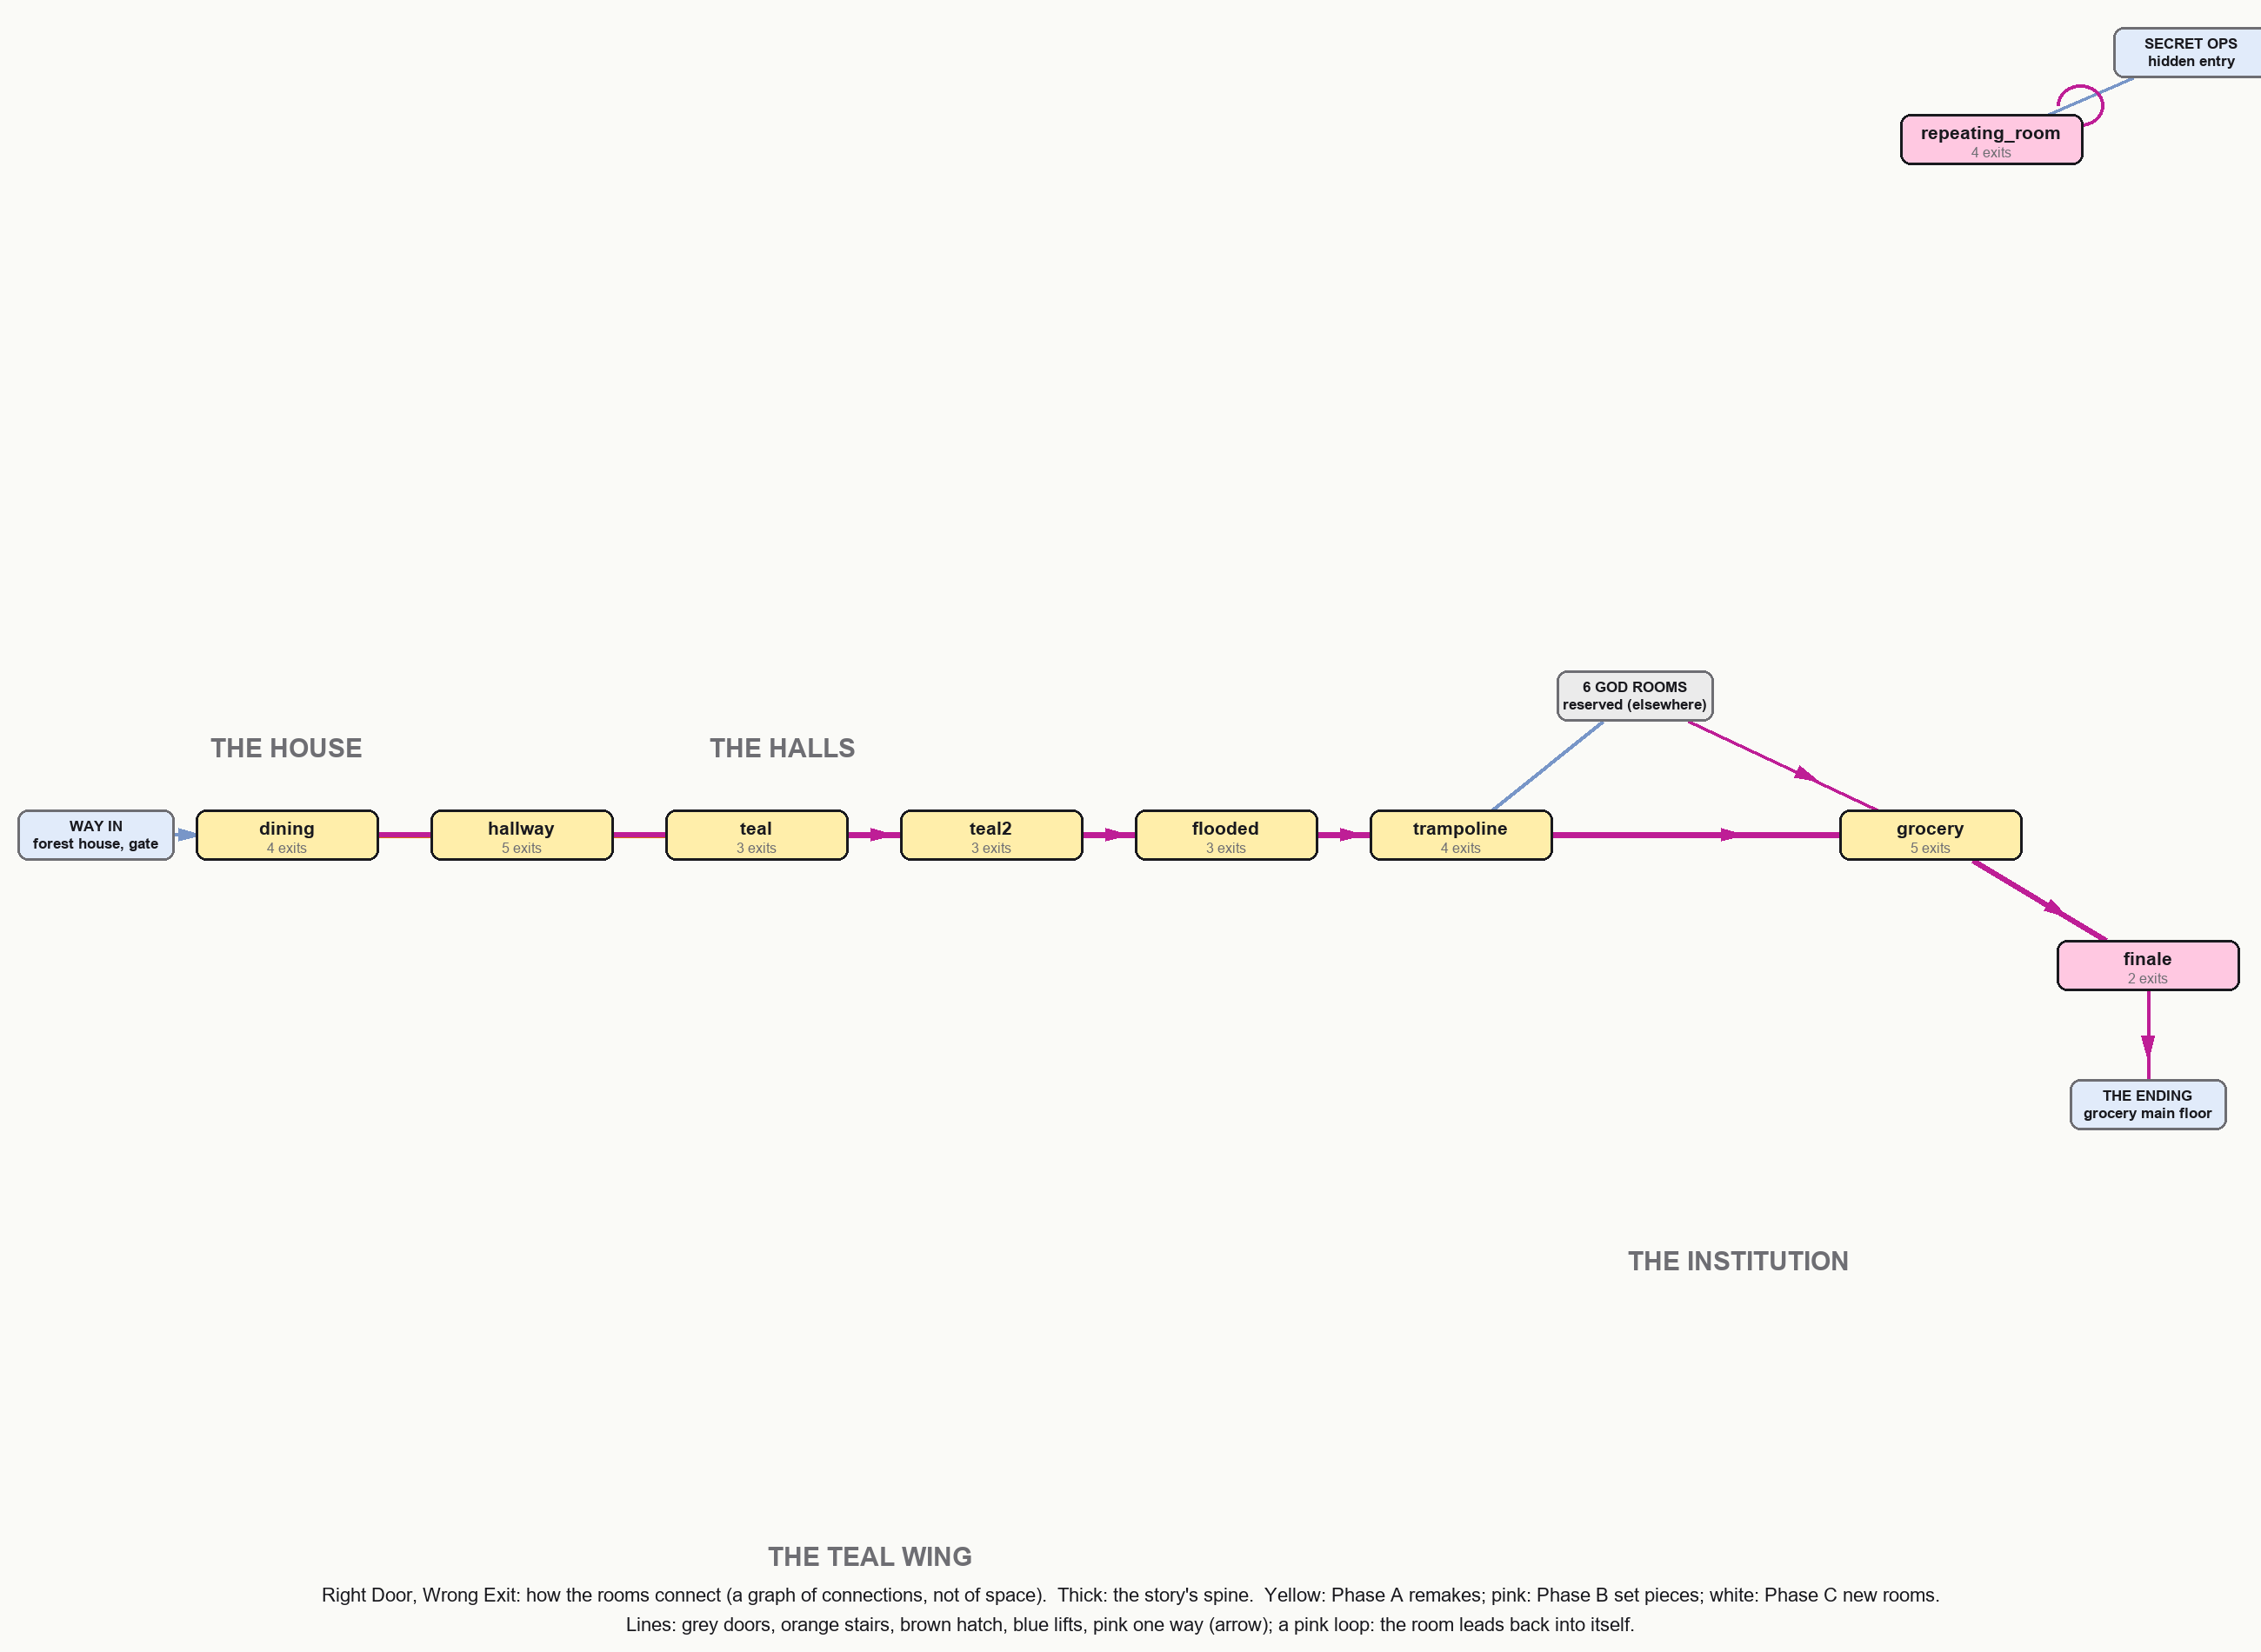 SECRET OPS
hidden entry
repeating_room
4 exits
6 GOD ROOMS
reserved (elsewhere)
THE HOUSE
THE HALLS
WAY IN
forest house, gate
dining
4 exits
hallway
5 exits
teal
3 exits
teal2
3 exits
flooded
3 exits
trampoline
4 exits
grocery
5 exits
finale
2 exits
THE ENDING
grocery main floor
THE INSTITUTION
THE TEAL WING
Right Door, Wrong Exit: how the rooms connect (a graph of connections, not of space).  Thick: the story's spine.  Yellow: Phase A remakes; pink: Phase B set pieces; white: Phase C new rooms.
Lines: grey doors, orange stairs, brown hatch, blue lifts, pink one way (arrow); a pink loop: the room leads back into itself.